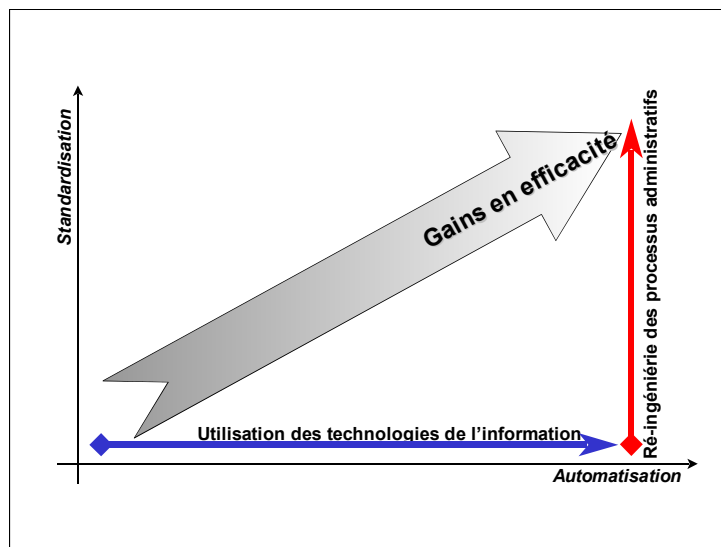 Standardisation
Gains en efficacité
Ré-ingéniérie des processus administratifs
Utilisation des technologies de l'information
Automatisation